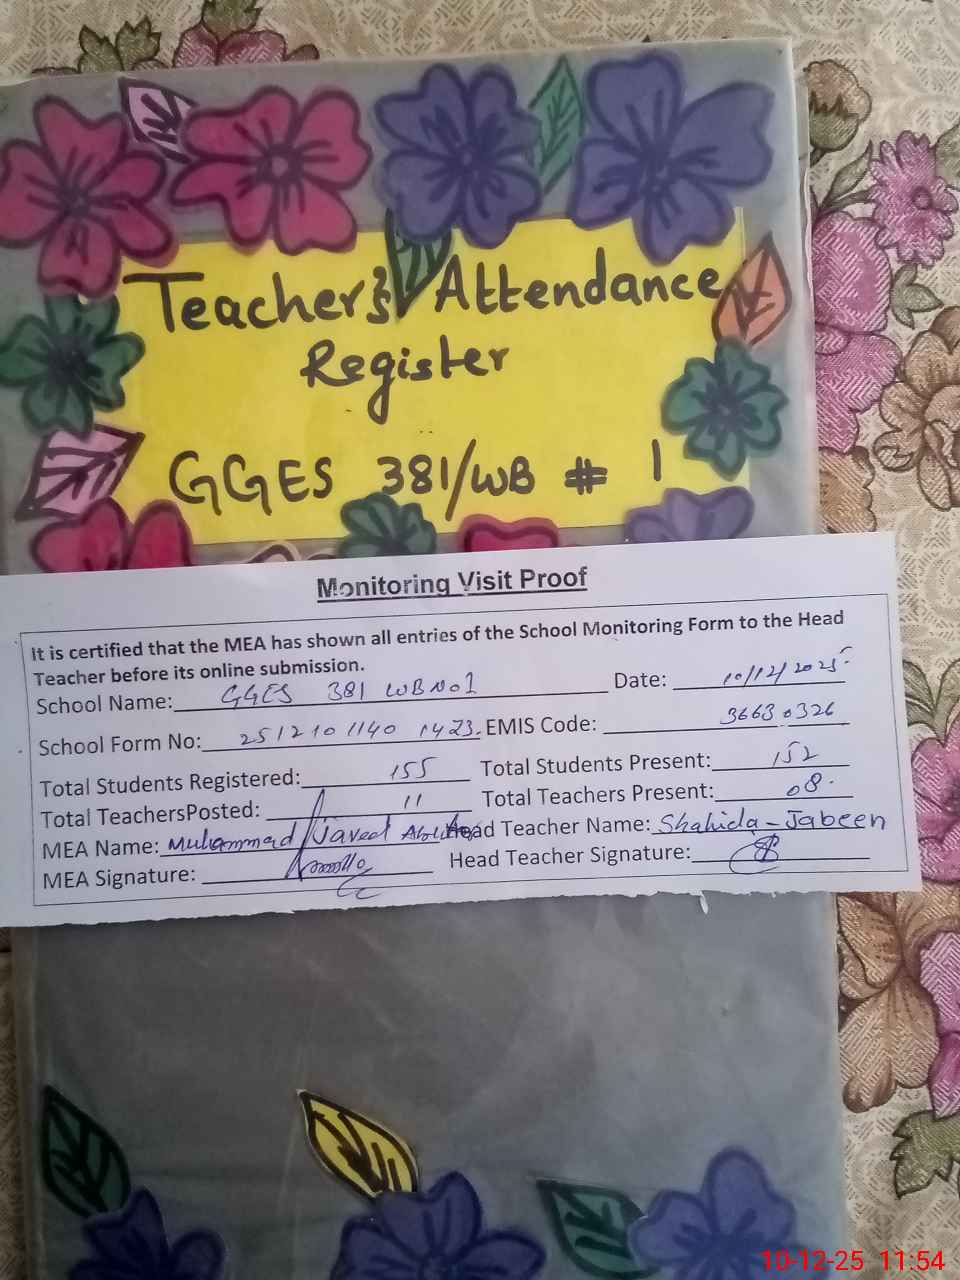 Teacher's Attendance
Register
GGES 381/WB # 1
Monitoring Visit Proof
It is certified that the MEA has shown all entries of the School Monitoring Form to the Head
Teacher before its online submission.
School Name: GGES 381 WB No 1 Date: 10/12/2025
School Form No: 251210 1140 1423. EMIS Code: 36630326
Total Students Registered: 155 Total Students Present: 152
Total TeachersPosted: 11 Total Teachers Present: 08
MEA Name: Muhammad Javed Head Teacher Name: Shahida-Jabeen
MEA Signature: Head Teacher Signature:
10-12-25 11:54